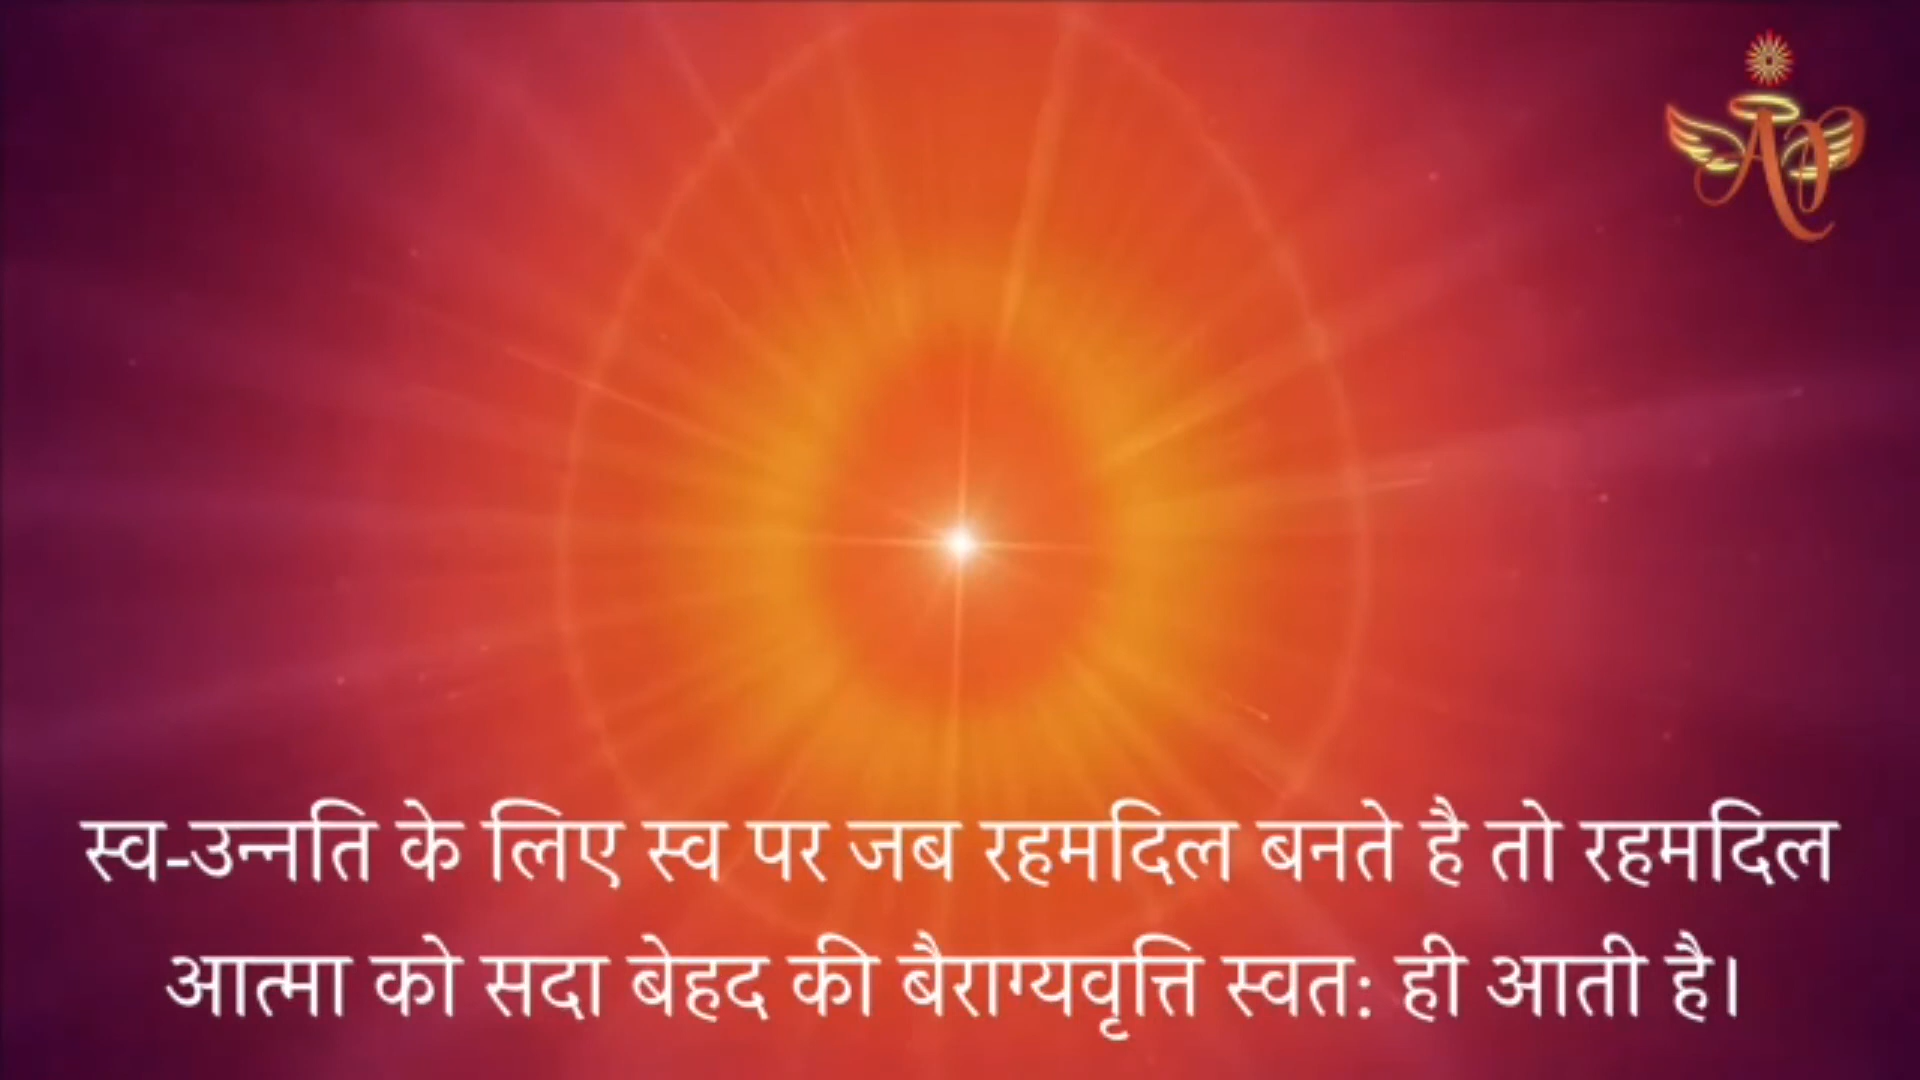 स्व-उन्नति के लिए स्व पर जब रहमदिल बनते है तो रहमदिल
आत्मा को सदा बेहद की बैराग्यवृत्ति स्वत: ही आती है।